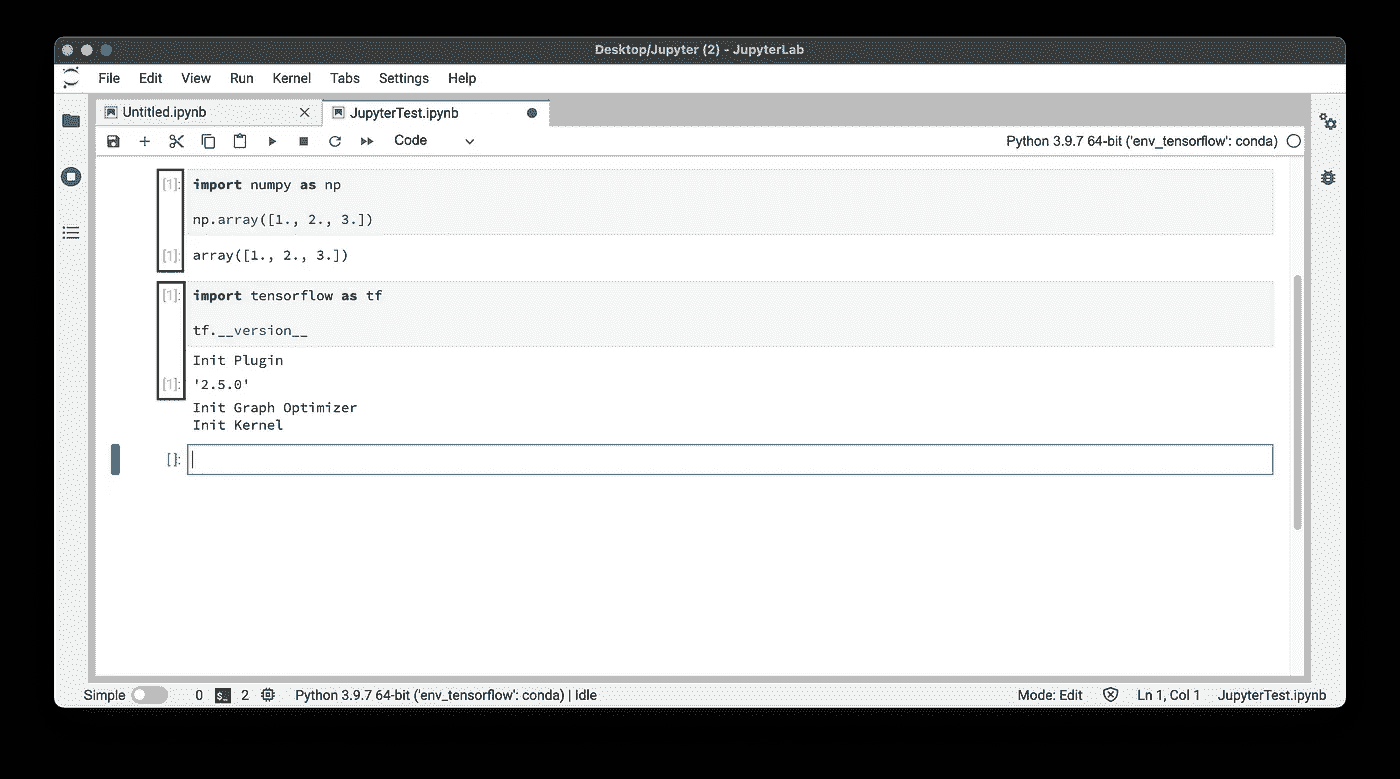 Desktop/Jupyter (2) - JupyterLab
File Edit View Run Kernel Tabs Settings Help
Untitled.ipynb JupyterTest.ipynb
Code Python 3.9.7 64-bit ('env_tensorflow': conda)
[1]: import numpy as np
np.array([1., 2., 3.])
[1]: array([1., 2., 3.])
[1]: import tensorflow as tf
tf.__version__
Init Plugin
[1]: '2.5.0'
Init Graph Optimizer
Init Kernel
[]:
Simple 0 $_ 2 Python 3.9.7 64-bit ('env_tensorflow': conda) | Idle Mode: Edit Ln 1, Col 1 JupyterTest.ipynb